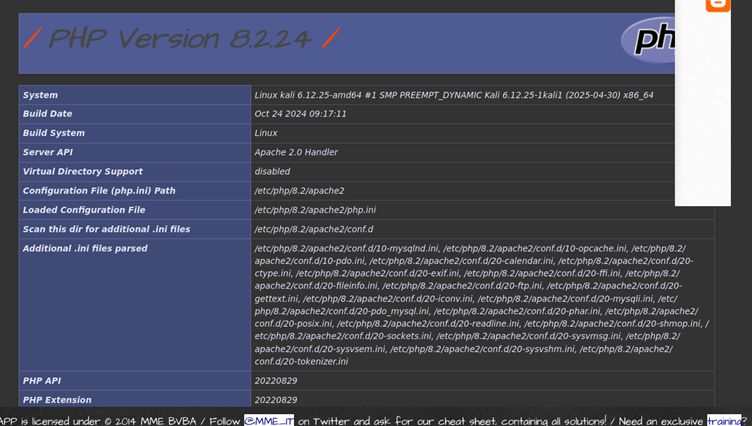 / PHP Version 8.2.24 /
php
System Linux kali 6.12.25-amd64 #1 SMP PREEMPT_DYNAMIC Kali 6.12.25-1kali1 (2025-04-30) x86_64
Build Date Oct 24 2024 09:17:11
Build System Linux
Server API Apache 2.0 Handler
Virtual Directory Support disabled
Configuration File (php.ini) Path /etc/php/8.2/apache2
Loaded Configuration File /etc/php/8.2/apache2/php.ini
Scan this dir for additional .ini files /etc/php/8.2/apache2/conf.d
Additional .ini files parsed /etc/php/8.2/apache2/conf.d/10-mysqlnd.ini, /etc/php/8.2/apache2/conf.d/10-opcache.ini, /etc/php/8.2/
apache2/conf.d/10-pdo.ini, /etc/php/8.2/apache2/conf.d/20-calendar.ini, /etc/php/8.2/apache2/conf.d/20-
ctype.ini, /etc/php/8.2/apache2/conf.d/20-exif.ini, /etc/php/8.2/apache2/conf.d/20-ffi.ini, /etc/php/8.2/
apache2/conf.d/20-fileinfo.ini, /etc/php/8.2/apache2/conf.d/20-ftp.ini, /etc/php/8.2/apache2/conf.d/20-
gettext.ini, /etc/php/8.2/apache2/conf.d/20-iconv.ini, /etc/php/8.2/apache2/conf.d/20-mysqli.ini, /etc/
php/8.2/apache2/conf.d/20-pdo_mysql.ini, /etc/php/8.2/apache2/conf.d/20-phar.ini, /etc/php/8.2/apache2/
conf.d/20-posix.ini, /etc/php/8.2/apache2/conf.d/20-readline.ini, /etc/php/8.2/apache2/conf.d/20-shmop.ini, /
etc/php/8.2/apache2/conf.d/20-sockets.ini, /etc/php/8.2/apache2/conf.d/20-sysvmsg.ini, /etc/php/8.2/
apache2/conf.d/20-sysvsem.ini, /etc/php/8.2/apache2/conf.d/20-sysvshm.ini, /etc/php/8.2/apache2/
conf.d/20-tokenizer.ini
PHP API 20220829
PHP Extension 20220829
APP is licensed under © 2014 MME BVBA / Follow @MME_IT on Twitter and ask for our cheat sheet, containing all solutions! / Need an exclusive training?